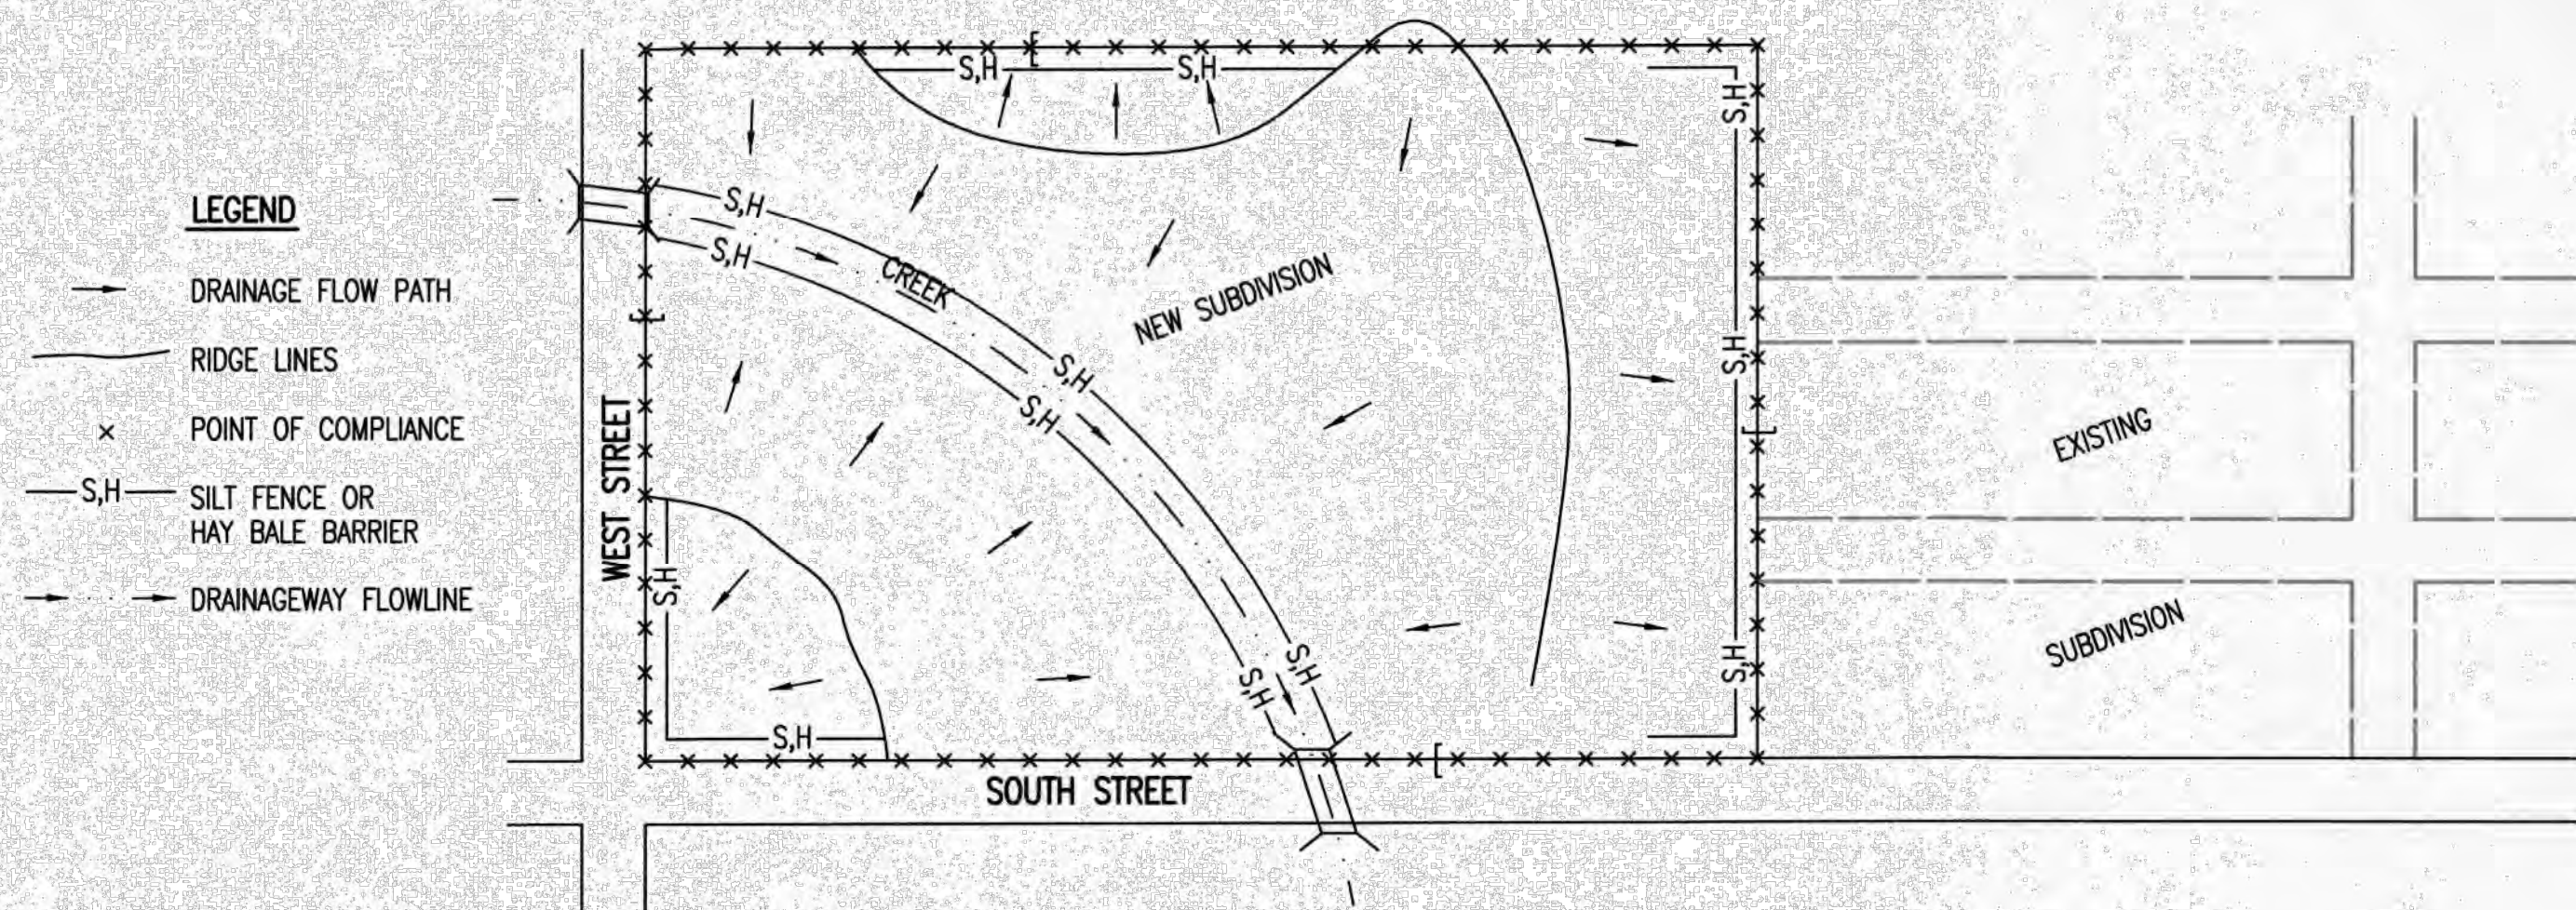 LEGEND
DRAINAGE FLOW PATH
RIDGE LINES
× POINT OF COMPLIANCE
S,H SILT FENCE OR
HAY BALE BARRIER
DRAINAGEWAY FLOWLINE
S,H
S,H
S,H
S,H
S,H
CREEK
NEW SUBDIVISION
S,H
S,H
S,H
WEST STREET
S,H
S,H
S,H
S,H
S,H
SOUTH STREET
EXISTING
SUBDIVISION